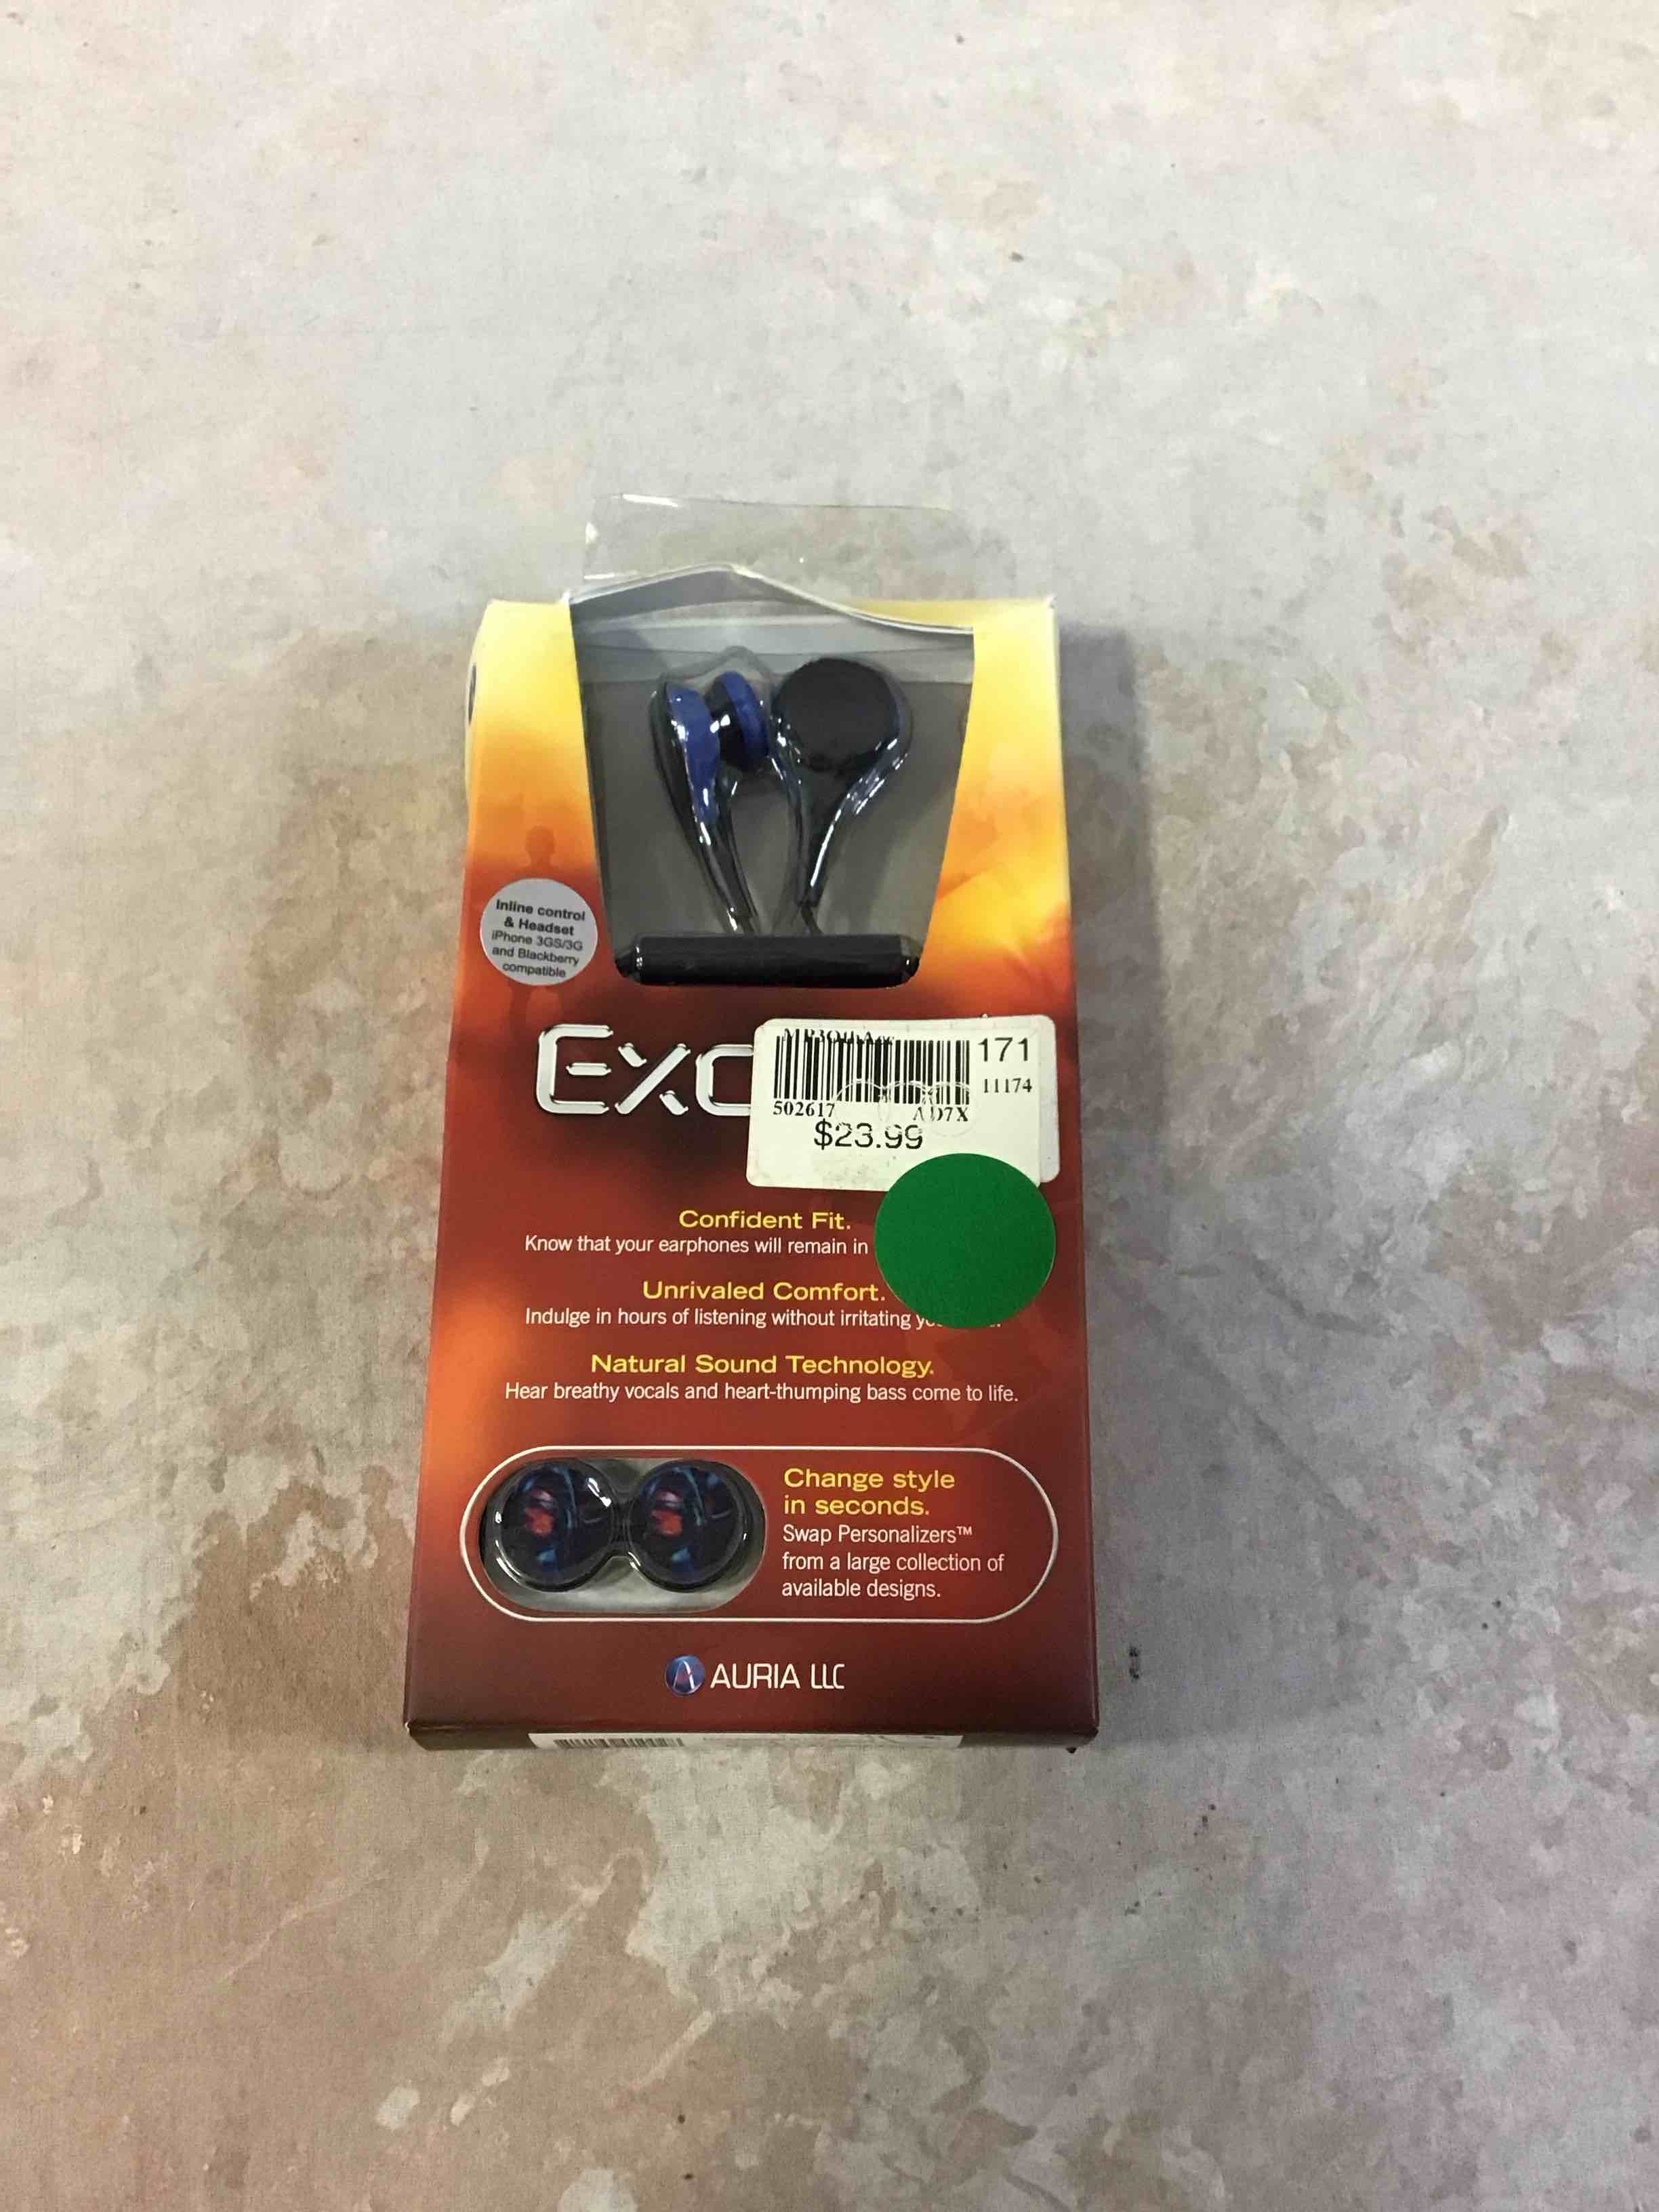 Inline control
& Headset
iPhone 3GS/3G
and Blackberry
compatible
Exo
171
11174
502617 AD7X
$23.99
Confident Fit.
Know that your earphones will remain in
Unrivaled Comfort.
Indulge in hours of listening without irritating
Natural Sound Technology.
Hear breathy vocals and heart-thumping bass come to life.
Change style
in seconds.
Swap Personalizers™
from a large collection of
available designs.
AURIA LLC